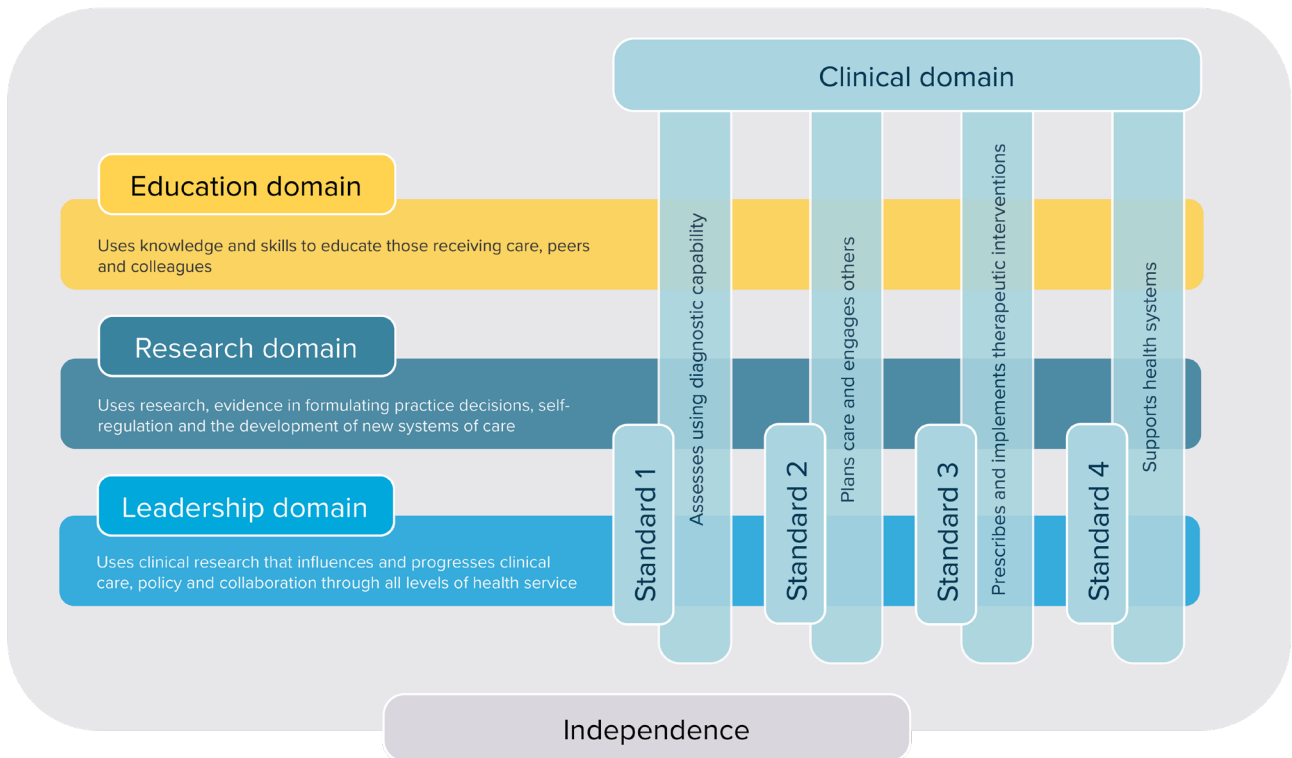 Clinical domain
Education domain
Uses knowledge and skills to educate those receiving care, peers
and colleagues
Research domain
Uses research, evidence in formulating practice decisions, self-
regulation and the development of new systems of care
Leadership domain
Uses clinical research that influences and progresses clinical
care, policy and collaboration through all levels of health service
Standard 1
Assesses using diagnostic capability
Standard 2
Plans care and engages others
Standard 3
Prescribes and implements therapeutic interventions
Standard 4
Supports health systems
Independence